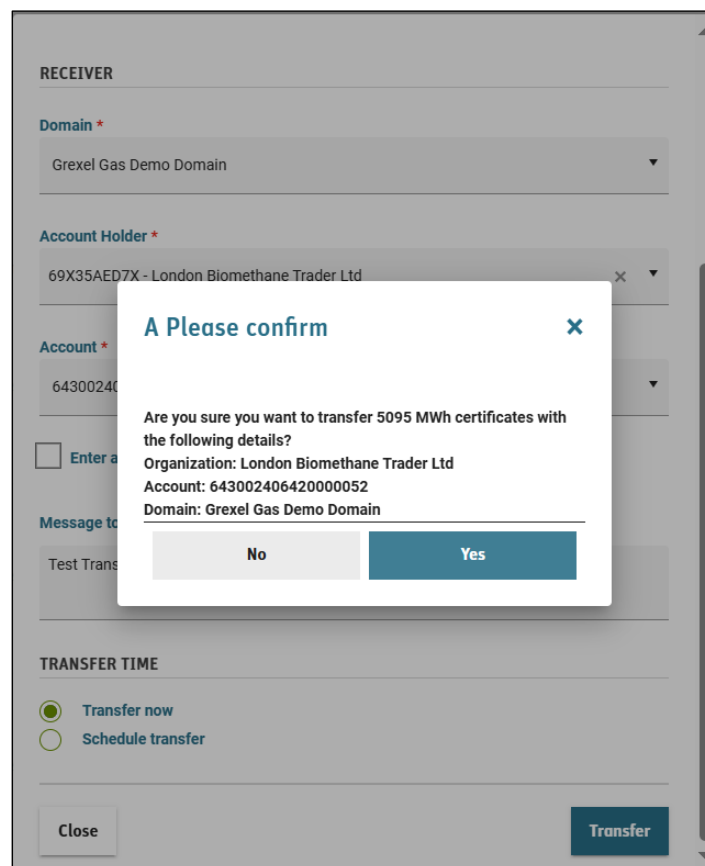 RECEIVER
Domain *
Grexel Gas Demo Domain
Account Holder *
69X35AED7X - London Biomethane Trader Ltd
A Please confirm
Account *
64300240
Are you sure you want to transfer 5095 MWh certificates with
the following details?
Organization: London Biomethane Trader Ltd
Account: 643002406420000052
Domain: Grexel Gas Demo Domain
Enter a
Message to
No
Yes
Test Trans
TRANSFER TIME
Transfer now
Schedule transfer
Close
Transfer